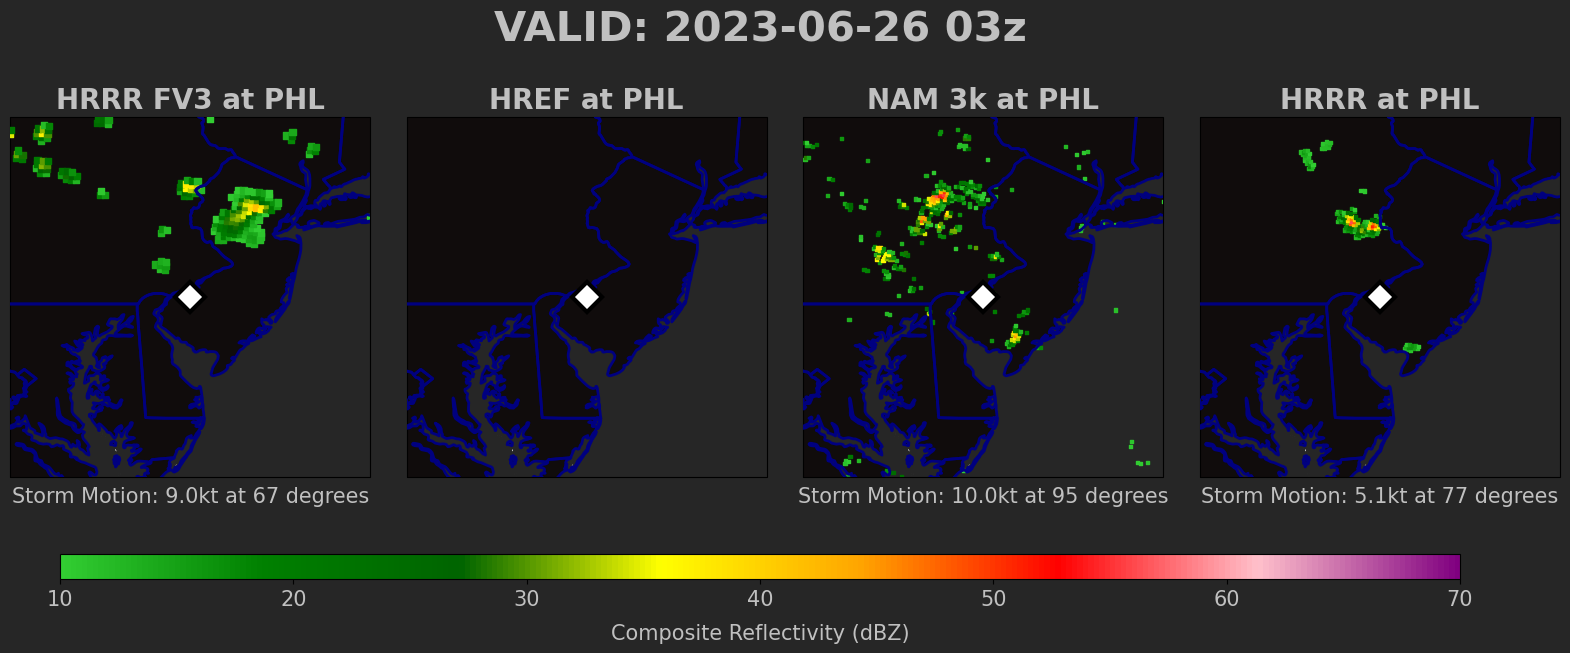 VALID: 2023-06-26 03z
HRRR FV3 at PHL
HREF at PHL
NAM 3k at PHL
HRRR at PHL
Storm Motion: 9.0kt at 67 degrees
Storm Motion: 10.0kt at 95 degrees
Storm Motion: 5.1kt at 77 degrees
10 20 30 40 50 60 70
Composite Reflectivity (dBZ)